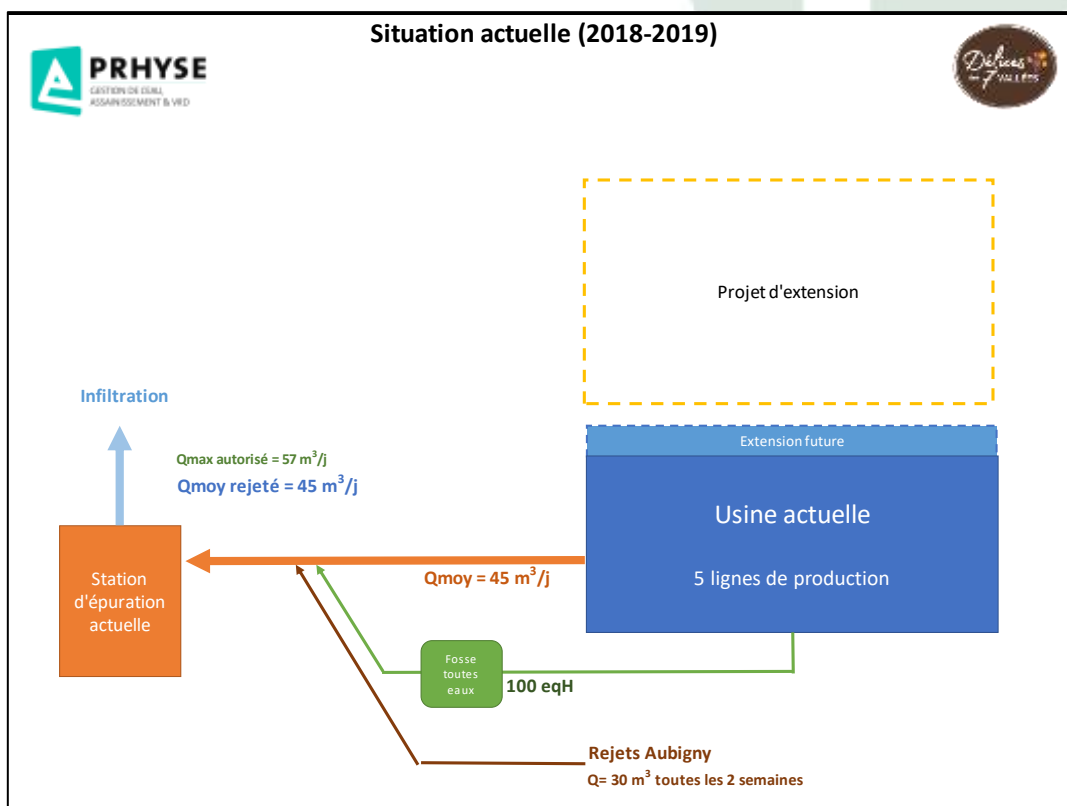 Situation actuelle (2018-2019)
PRHYSE
GESTION DE L'EAU,
ASSAINISSEMENT & VRD
Délices
des 7 VALLÉES
Projet d'extension
Infiltration
Extension future
Qmax autorisé = 57 m³/j
Qmoy rejeté = 45 m³/j
Usine actuelle
5 lignes de production
Qmoy = 45 m³/j
Station
d'épuration
actuelle
Fosse
toutes
eaux
100 eqH
Rejets Aubigny
Q= 30 m³ toutes les 2 semaines